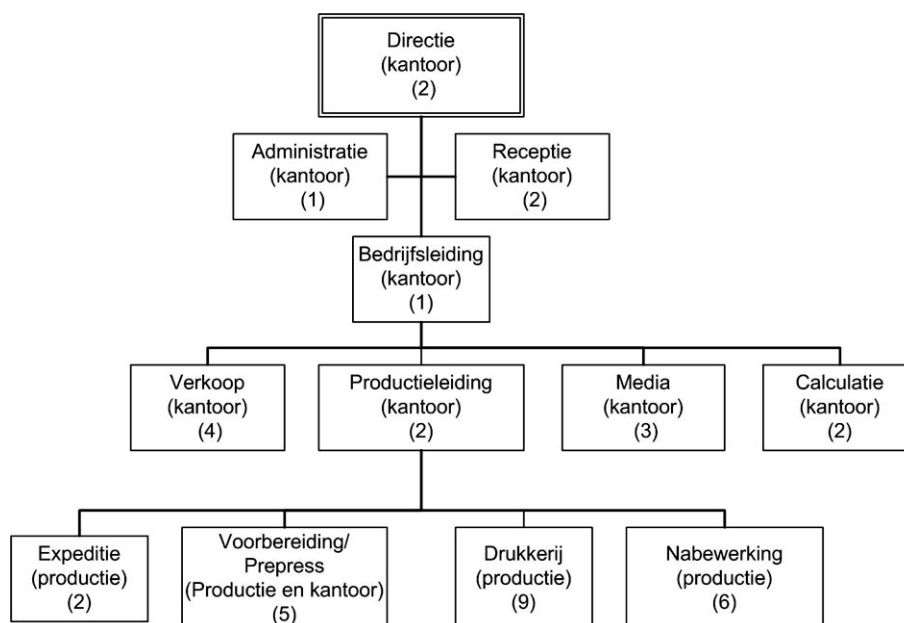 Directie
(kantoor)
(2)
Administratie
(kantoor)
(1)
Receptie
(kantoor)
(2)
Bedrijfsleiding
(kantoor)
(1)
Verkoop
(kantoor)
(4)
Productieleiding
(kantoor)
(2)
Media
(kantoor)
(3)
Calculatie
(kantoor)
(2)
Expeditie
(productie)
(2)
Voorbereiding/
Prepress
(Productie en kantoor)
(5)
Drukkerij
(productie)
(9)
Nabewerking
(productie)
(6)